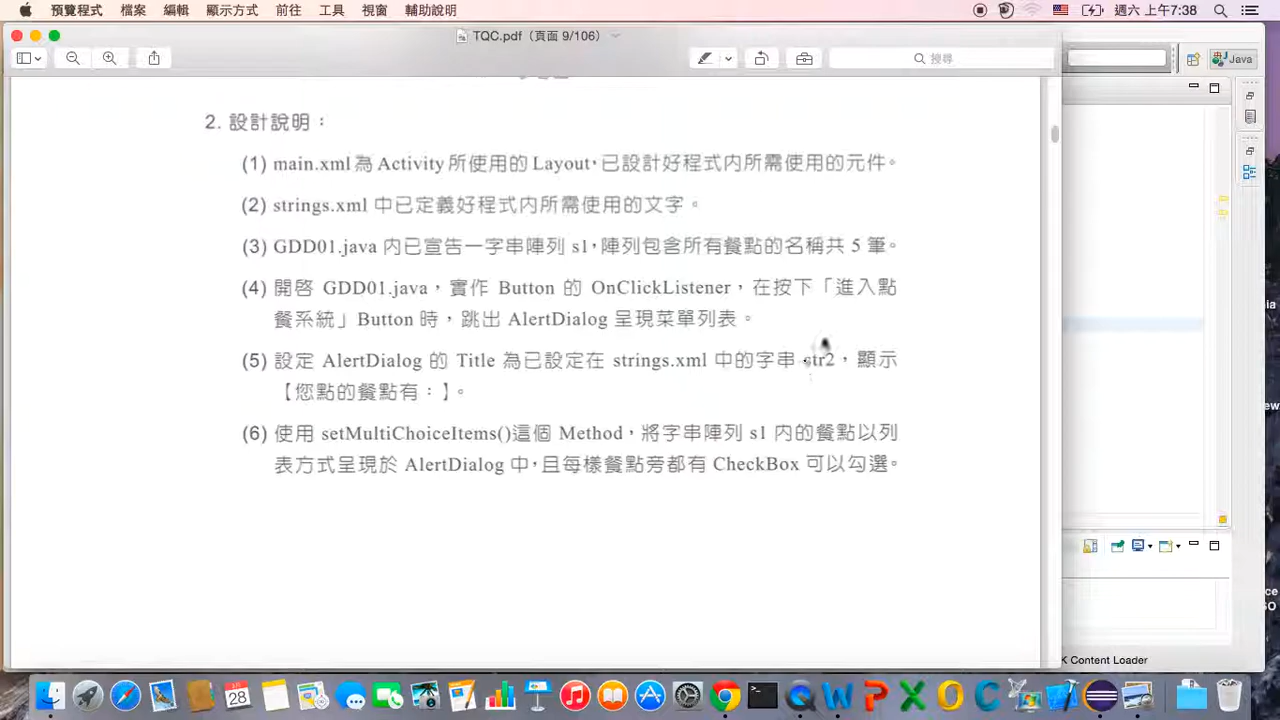 預覽程式 檔案 編輯 顯示方式 前往 工具 視窗 輔助說明 週六 上午7:38
TQC.pdf（頁面 9/106）
搜尋
Java
2. 設計說明：
(1) main.xml 為 Activity 所使用的 Layout，已設計好程式內所需使用的元件。
(2) strings.xml 中已定義好程式內所需使用的文字。
(3) GDD01.java 內已宣告一字串陣列 s1，陣列包含所有餐點的名稱共 5 筆。
(4) 開啓 GDD01.java，實作 Button 的 OnClickListener，在按下「進入點
餐系統」Button 時，跳出 AlertDialog 呈現菜單列表。
(5) 設定 AlertDialog 的 Title 為已設定在 strings.xml 中的字串 str2，顯示
【您點的餐點有：】。
(6) 使用 setMultiChoiceItems()這個 Method，將字串陣列 s1 內的餐點以列
表方式呈現於 AlertDialog 中，且每樣餐點旁都有 CheckBox 可以勾選。
K Content Loader
28